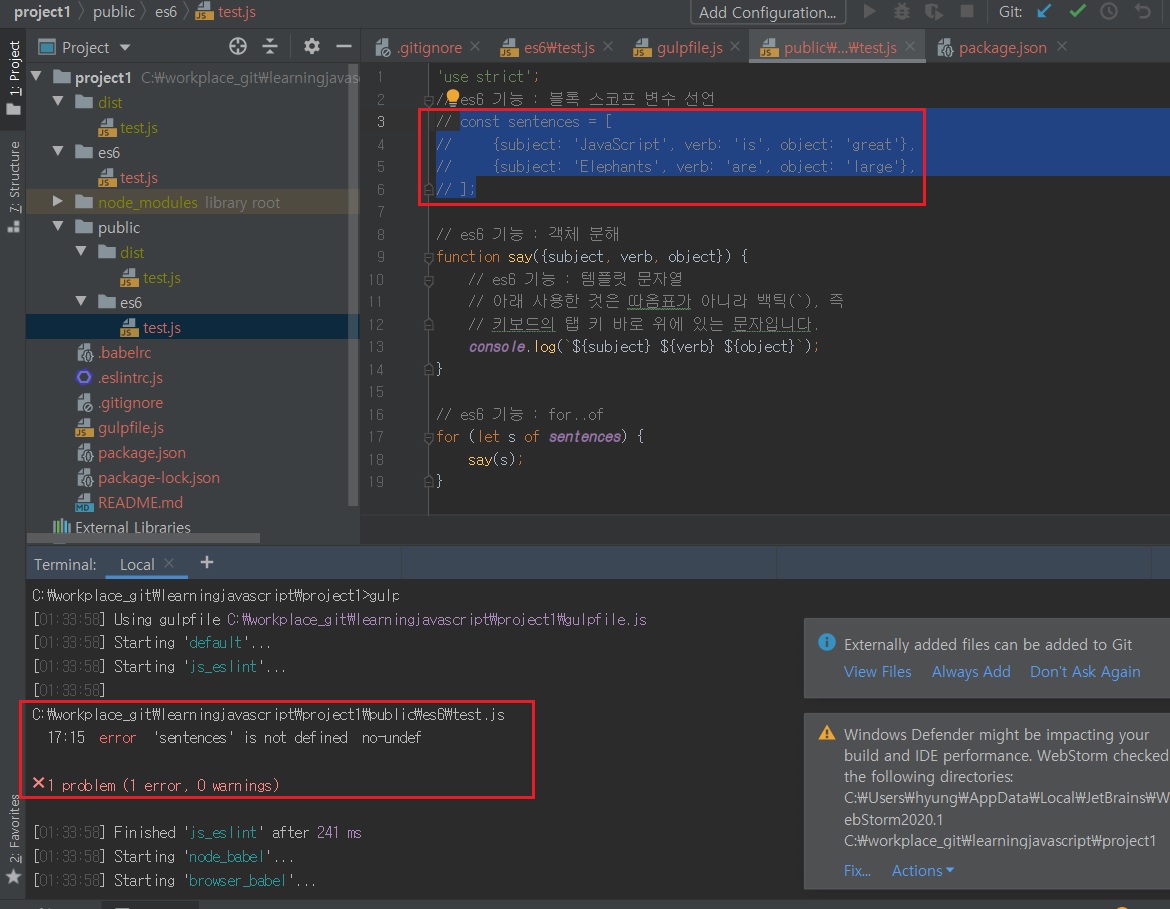 project1 public es6 test.js
Add Configuration...
Git:
1: Project
7: Structure
2: Favorites
Project
.gitignore
es6₩test.js
gulpfile.js
public₩...₩test.js
package.json
project1 C:₩workplace_git₩learningjavas
dist
test.js
es6
test.js
node_modules library root
public
dist
test.js
es6
test.js
.babelrc
.eslintrc.js
.gitignore
gulpfile.js
package.json
package-lock.json
README.md
External Libraries
1 'use strict';
2 // es6 기능 : 블록 스코프 변수 선언
3 // const sentences = [
4 // {subject: 'JavaScript', verb: 'is', object: 'great'},
5 // {subject: 'Elephants', verb: 'are', object: 'large'},
6 // ];
7
8 // es6 기능 : 객체 분해
9 function say({subject, verb, object}) {
10 // es6 기능 : 템플릿 문자열
11 // 아래 사용한 것은 따옴표가 아니라 백틱(`), 즉
12 // 키보드의 탭 키 바로 위에 있는 문자입니다.
13 console.log(`${subject} ${verb} ${object}`);
14 }
15
16 // es6 기능 : for..of
17 for (let s of sentences) {
18 say(s);
19 }
Terminal: Local +
C:₩workplace_git₩learningjavascript₩project1>gulp
[01:33:58] Using gulpfile C:₩workplace_git₩learningjavascript₩project1₩gulpfile.js
[01:33:58] Starting 'default'...
[01:33:58] Starting 'js_eslint'...
[01:33:58]
C:₩workplace_git₩learningjavascript₩project1₩public₩es6₩test.js
17:15 error 'sentences' is not defined no-undef
✕ 1 problem (1 error, 0 warnings)
[01:33:58] Finished 'js_eslint' after 241 ms
[01:33:58] Starting 'node_babel'...
[01:33:58] Starting 'browser_babel'...
Externally added files can be added to Git
View Files Always Add Don't Ask Again
Windows Defender might be impacting your
build and IDE performance. WebStorm checked
the following directories:
C:₩Users₩hyung₩AppData₩Local₩JetBrains₩W
ebStorm2020.1
C:₩workplace_git₩learningjavascript₩project1
Fix... Actions